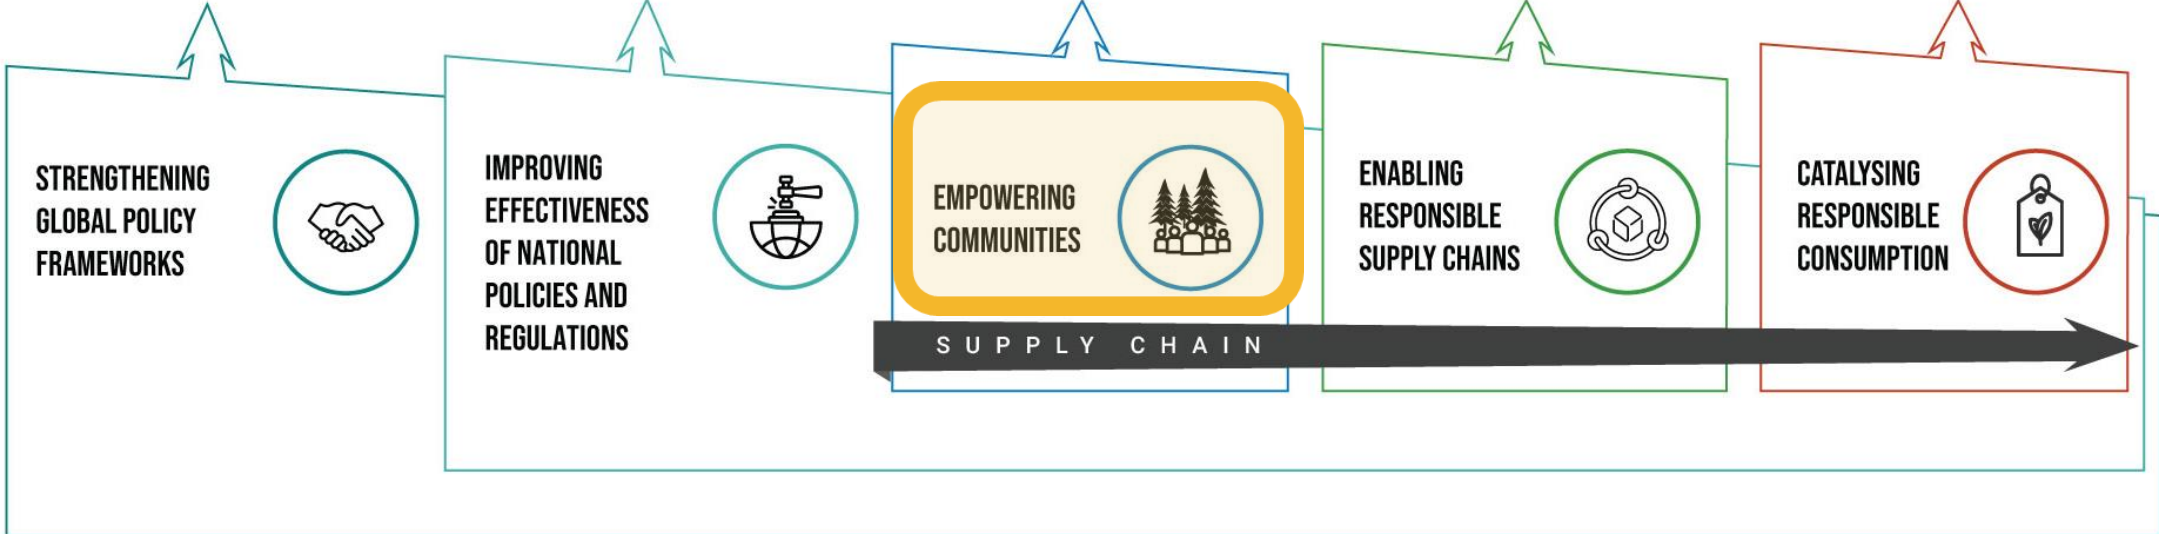 STRENGTHENING
GLOBAL POLICY
FRAMEWORKS
IMPROVING
EFFECTIVENESS
OF NATIONAL
POLICIES AND
REGULATIONS
EMPOWERING
COMMUNITIES
ENABLING
RESPONSIBLE
SUPPLY CHAINS
CATALYSING
RESPONSIBLE
CONSUMPTION
SUPPLY CHAIN